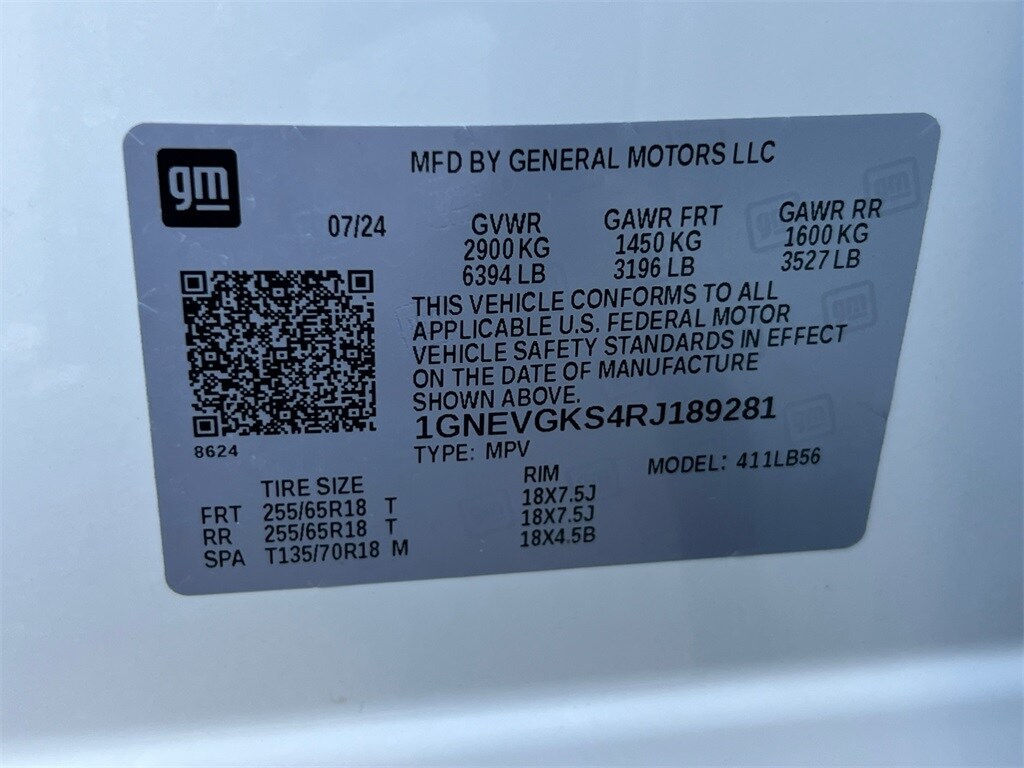 gm
MFD BY GENERAL MOTORS LLC
07/24
GVWR GAWR FRT GAWR RR
2900 KG 1450 KG 1600 KG
6394 LB 3196 LB 3527 LB
THIS VEHICLE CONFORMS TO ALL
APPLICABLE U.S. FEDERAL MOTOR
VEHICLE SAFETY STANDARDS IN EFFECT
ON THE DATE OF MANUFACTURE
SHOWN ABOVE.
8624
1GNEVGKS4RJ189281
TYPE: MPV MODEL: 411LB56
TIRE SIZE RIM
FRT 255/65R18 T 18X7.5J
RR 255/65R18 T 18X7.5J
SPA T135/70R18 M 18X4.5B